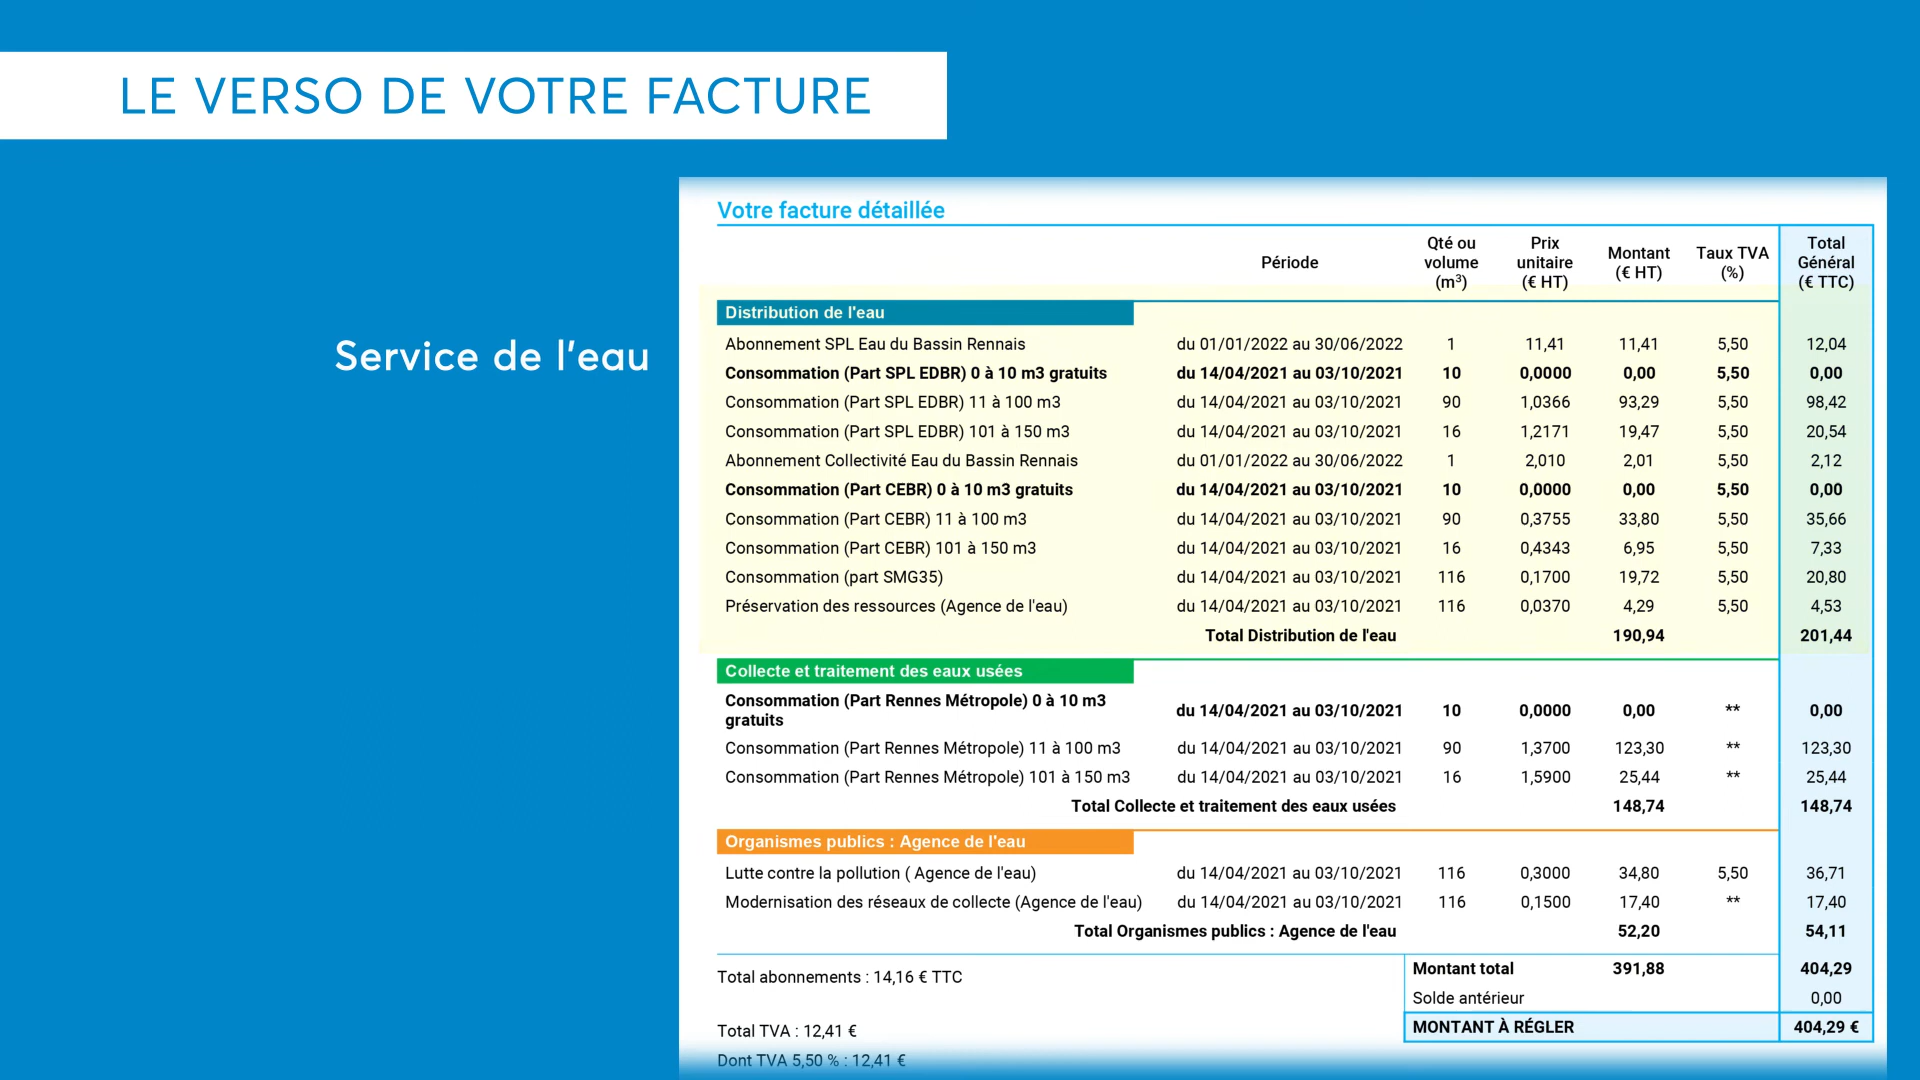 LE VERSO DE VOTRE FACTURE
Service de l'eau
Votre facture détaillée
Période Qté ou volume (m³) Prix unitaire (€ HT) Montant (€ HT) Taux TVA (%) Total Général (€ TTC)
Distribution de l'eau
Abonnement SPL Eau du Bassin Rennais du 01/01/2022 au 30/06/2022 1 11,41 11,41 5,50 12,04
Consommation (Part SPL EDBR) 0 à 10 m3 gratuits du 14/04/2021 au 03/10/2021 10 0,0000 0,00 5,50 0,00
Consommation (Part SPL EDBR) 11 à 100 m3 du 14/04/2021 au 03/10/2021 90 1,0366 93,29 5,50 98,42
Consommation (Part SPL EDBR) 101 à 150 m3 du 14/04/2021 au 03/10/2021 16 1,2171 19,47 5,50 20,54
Abonnement Collectivité Eau du Bassin Rennais du 01/01/2022 au 30/06/2022 1 2,010 2,01 5,50 2,12
Consommation (Part CEBR) 0 à 10 m3 gratuits du 14/04/2021 au 03/10/2021 10 0,0000 0,00 5,50 0,00
Consommation (Part CEBR) 11 à 100 m3 du 14/04/2021 au 03/10/2021 90 0,3755 33,80 5,50 35,66
Consommation (Part CEBR) 101 à 150 m3 du 14/04/2021 au 03/10/2021 16 0,4343 6,95 5,50 7,33
Consommation (part SMG35) du 14/04/2021 au 03/10/2021 116 0,1700 19,72 5,50 20,80
Préservation des ressources (Agence de l'eau) du 14/04/2021 au 03/10/2021 116 0,0370 4,29 5,50 4,53
Total Distribution de l'eau 190,94 201,44
Collecte et traitement des eaux usées
Consommation (Part Rennes Métropole) 0 à 10 m3
gratuits du 14/04/2021 au 03/10/2021 10 0,0000 0,00 ** 0,00
Consommation (Part Rennes Métropole) 11 à 100 m3 du 14/04/2021 au 03/10/2021 90 1,3700 123,30 ** 123,30
Consommation (Part Rennes Métropole) 101 à 150 m3 du 14/04/2021 au 03/10/2021 16 1,5900 25,44 ** 25,44
Total Collecte et traitement des eaux usées 148,74 148,74
Organismes publics : Agence de l'eau
Lutte contre la pollution ( Agence de l'eau) du 14/04/2021 au 03/10/2021 116 0,3000 34,80 5,50 36,71
Modernisation des réseaux de collecte (Agence de l'eau) du 14/04/2021 au 03/10/2021 116 0,1500 17,40 ** 17,40
Total Organismes publics : Agence de l'eau 52,20 54,11
Montant total 391,88 404,29
Total abonnements : 14,16 € TTC
Solde antérieur 0,00
MONTANT À RÉGLER 404,29 €
Total TVA : 12,41 €
Dont TVA 5,50 % : 12,41 €